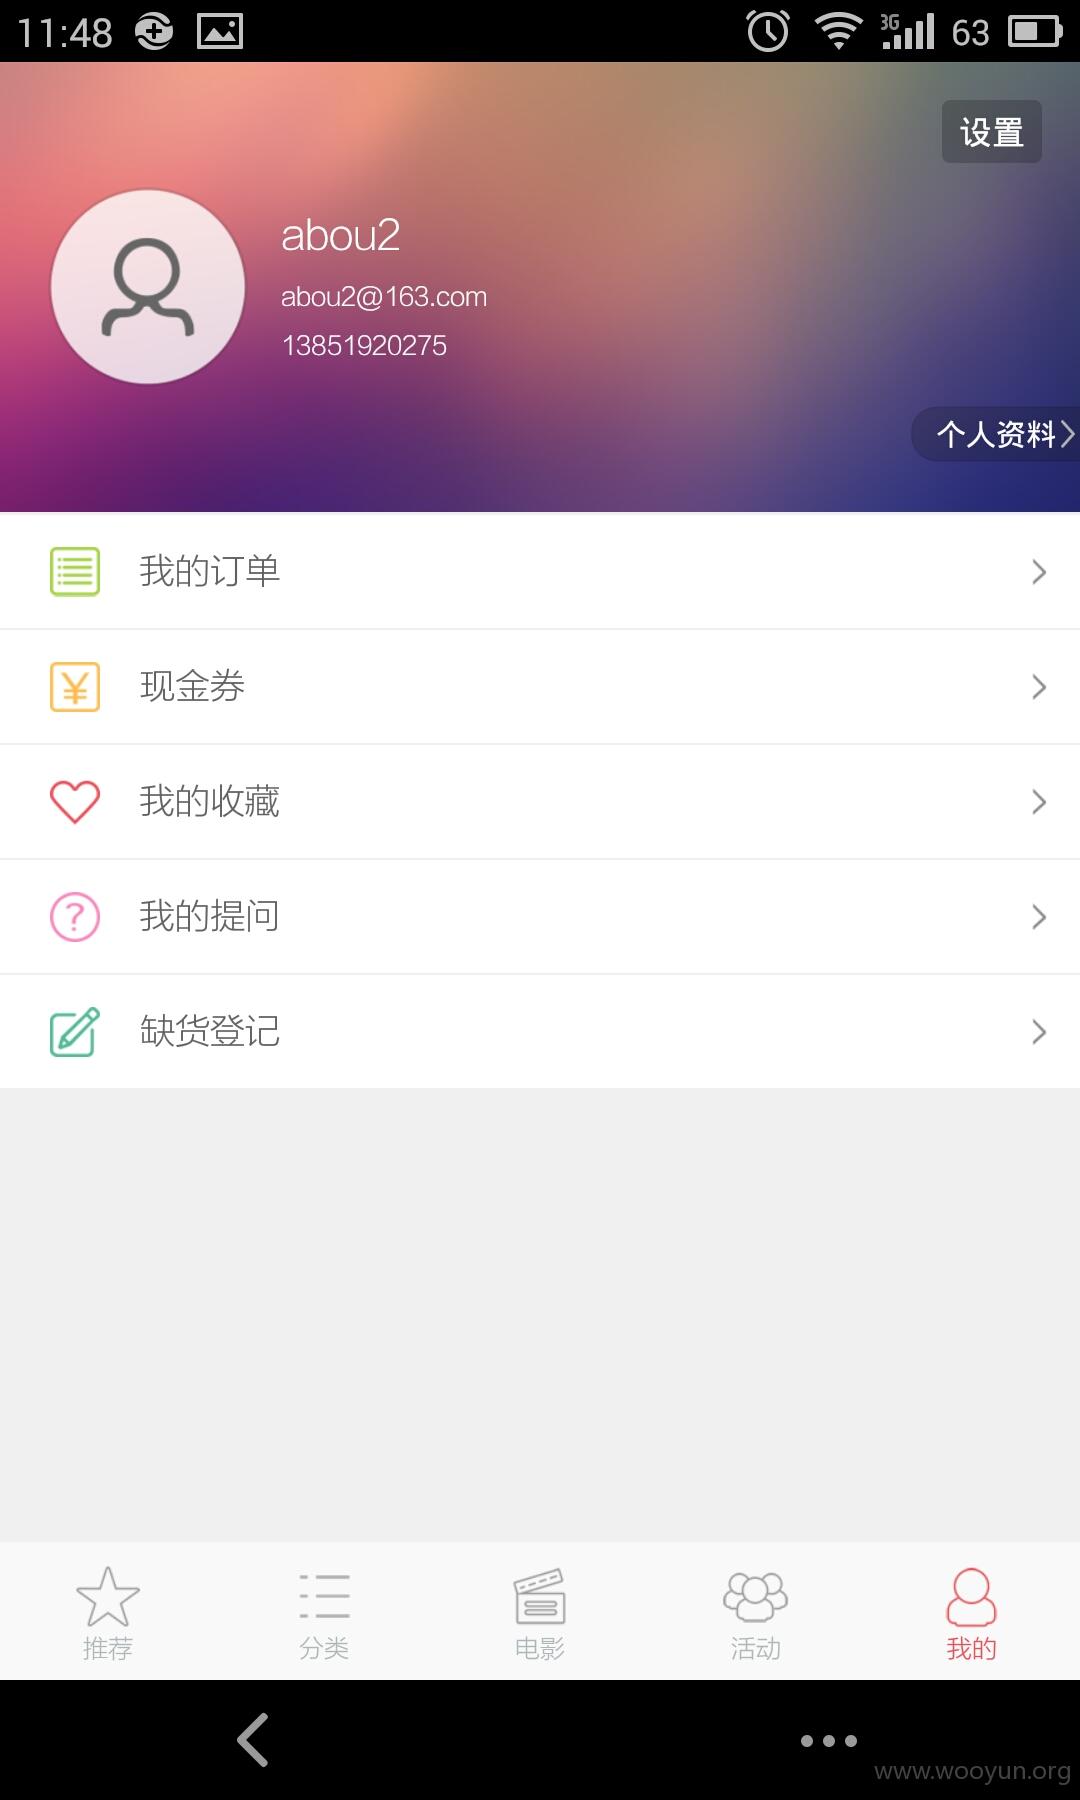 11:48
3G
63
设置
abou2
abou2@163.com
13851920275
个人资料
我的订单
现金券
我的收藏
我的提问
缺货登记
推荐
分类
电影
活动
我的
www.wooyun.org